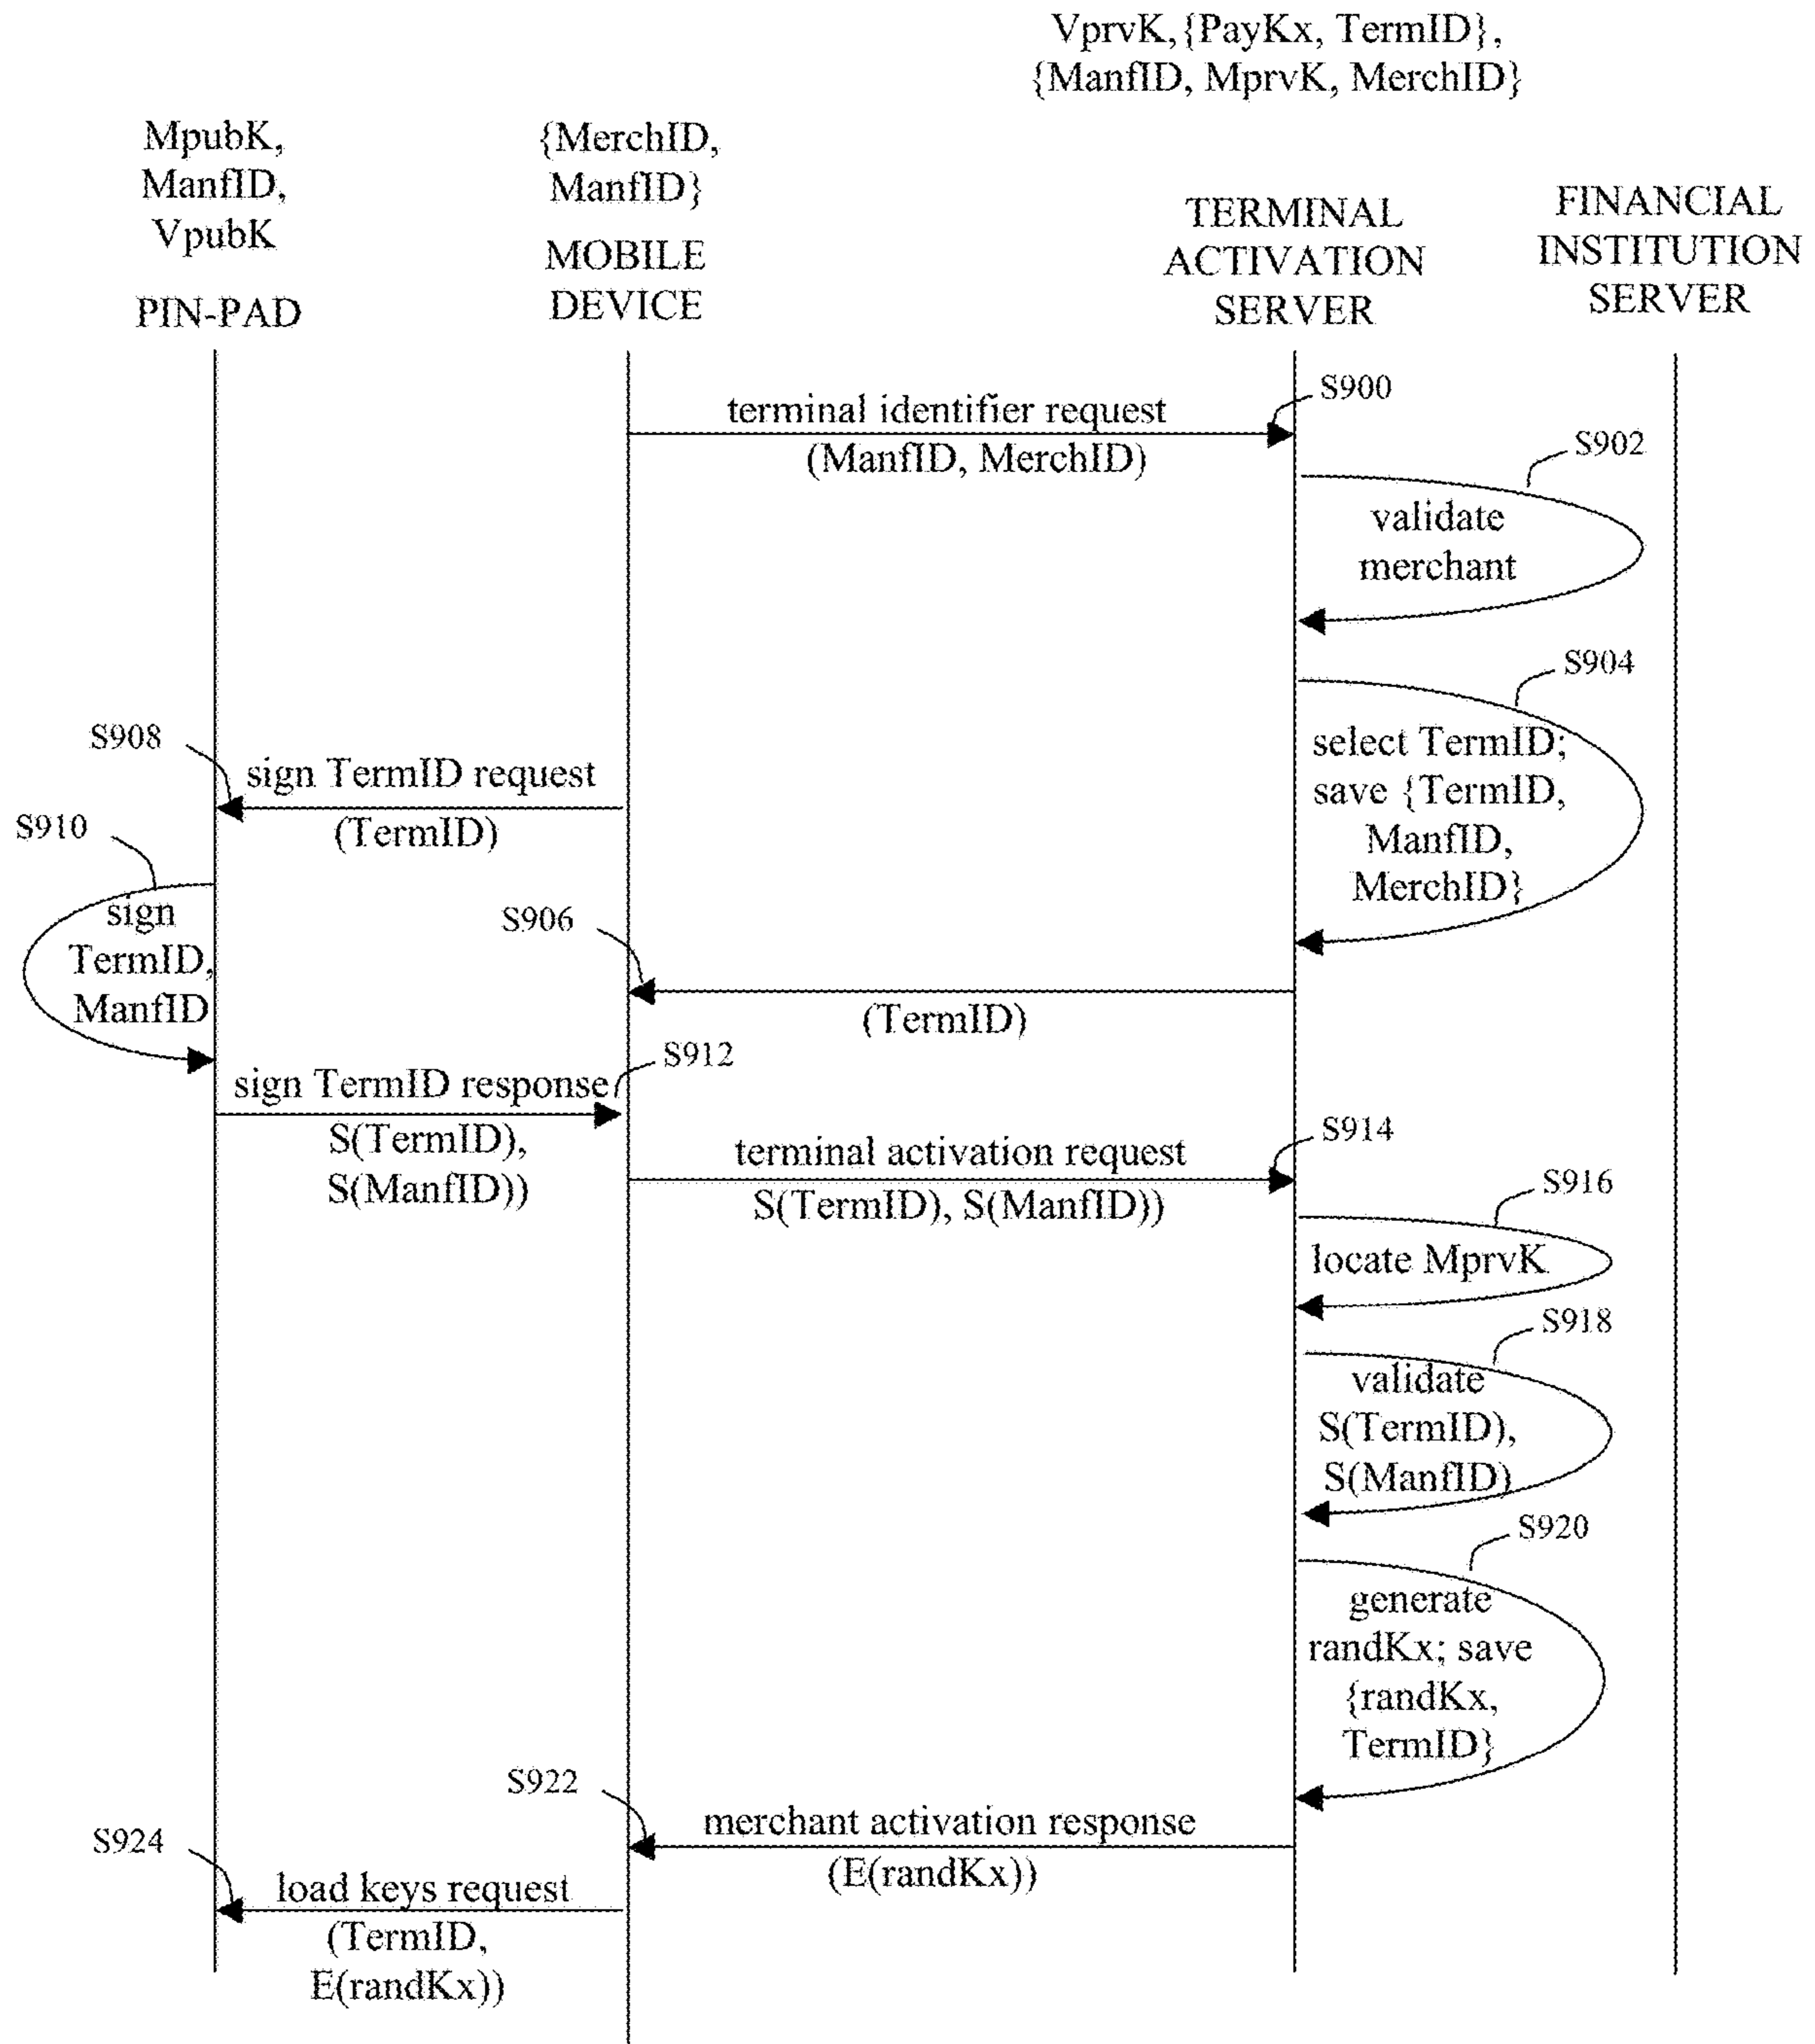 VprvK,{PayKx, TermID},
{ManfID, MprvK, MerchID}
MpubK,
ManfID,
VpubK
PIN-PAD
{MerchID,
ManfID}
MOBILE
DEVICE
TERMINAL
ACTIVATION
SERVER
FINANCIAL
INSTITUTION
SERVER
S900
terminal identifier request
(ManfID, MerchID)
S902
validate
merchant
S904
select TermID;
save {TermID,
ManfID,
MerchID}
S908
sign TermID request
(TermID)
S910
sign
TermID,
ManfID
S906
(TermID)
S912
sign TermID response
S(TermID),
S(ManfID))
S914
terminal activation request
S(TermID), S(ManfID))
S916
locate MprvK
S918
validate
S(TermID),
S(ManfID)
S920
generate
randKx; save
{randKx,
TermID}
S922
merchant activation response
(E(randKx))
S924
load keys request
(TermID,
E(randKx))